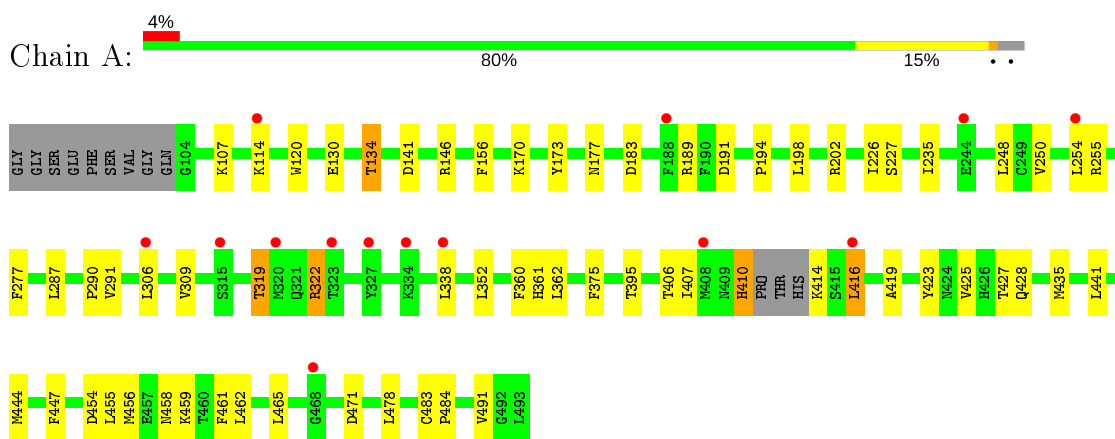 4%
Chain A:
80% 15% • •
GLY GLY SER GLU PHE SER VAL GLY GLN G104 K107 K114 W120 E130 T134 D141 R146 F156 K170 Y173 N177 D183 F188 R189 F190 D191 P194 L198 R202 I226 S227 I235 E244 L248 C249 V250 L254 R255
F277 L287 P290 V291 L306 V309 S315 T319 M320 Q321 R322 T323 Y327 K334 L338 L352 F360 H361 L362 F375 T395 T406 I407 M408 N409 H410 PRO THR HIS K414 S415 L416 A419 Y423 N424 V425 H426 T427 Q428 M435 L441
M444 F447 D454 L455 M456 E457 N458 K459 T460 F461 L462 L465 G468 D471 L478 C483 P484 V491 G492 L493